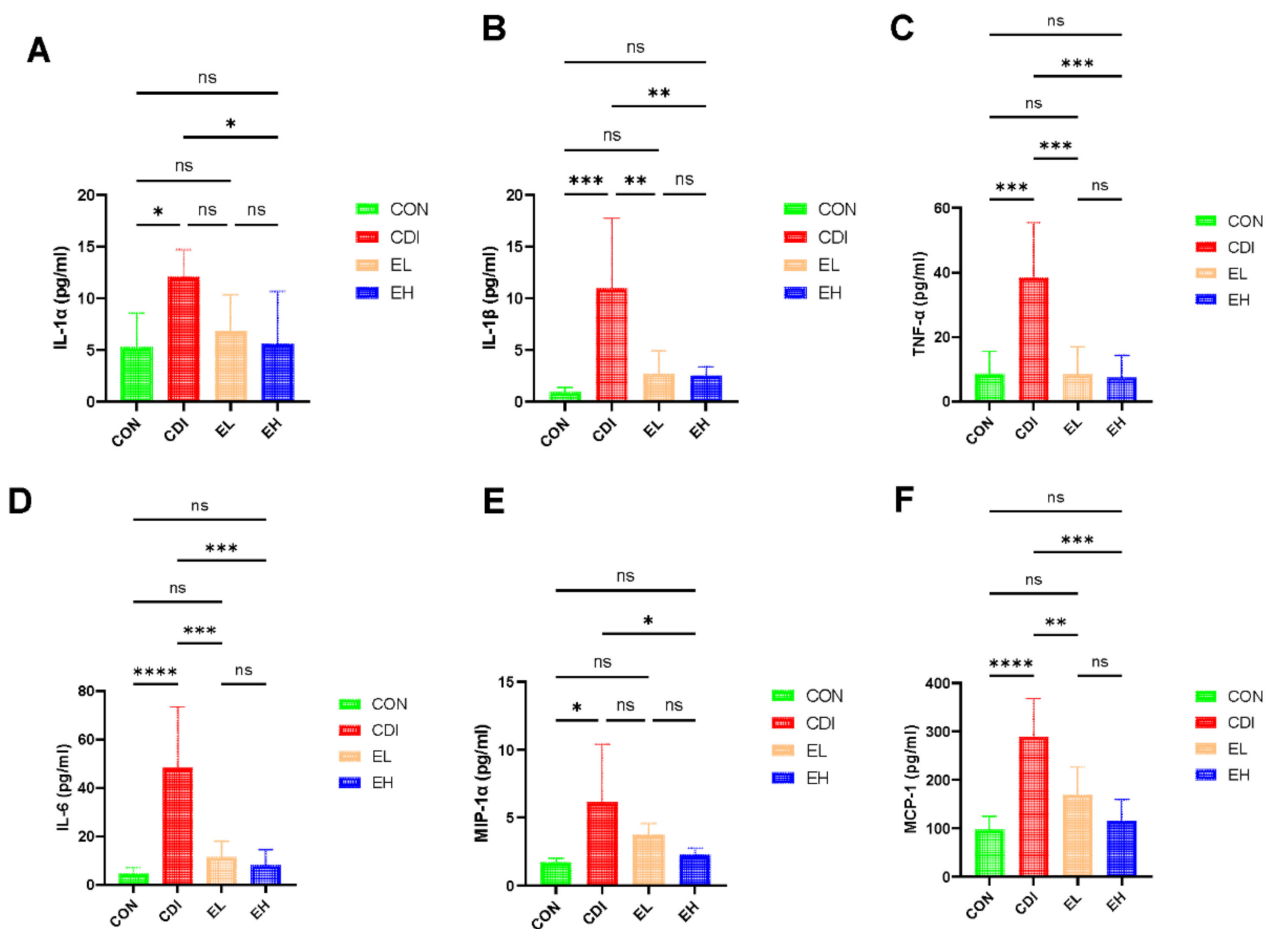 A
ns
*
ns
* ns ns
IL-1α (pg/ml)
20
15
10
5
0
CON CDI EL EH
CON
CDI
EL
EH
B
ns
**
ns
*** ** ns
IL-1β (pg/ml)
20
15
10
5
0
CON CDI EL EH
CON
CDI
EL
EH
C
ns
***
ns
***
*** ns
TNF-α (pg/ml)
60
40
20
0
CON CDI EL EH
CON
CDI
EL
EH
D
ns
***
ns
***
**** ns
IL-6 (pg/ml)
80
60
40
20
0
CON CDI EL EH
CON
CDI
EL
EH
E
ns
*
ns
* ns ns
MIP-1α (pg/ml)
15
10
5
0
CON CDI EL EH
CON
CDI
EL
EH
F
ns
***
ns
**
**** ns
MCP-1 (pg/ml)
400
300
200
100
0
CON CDI EL EH
CON
CDI
EL
EH